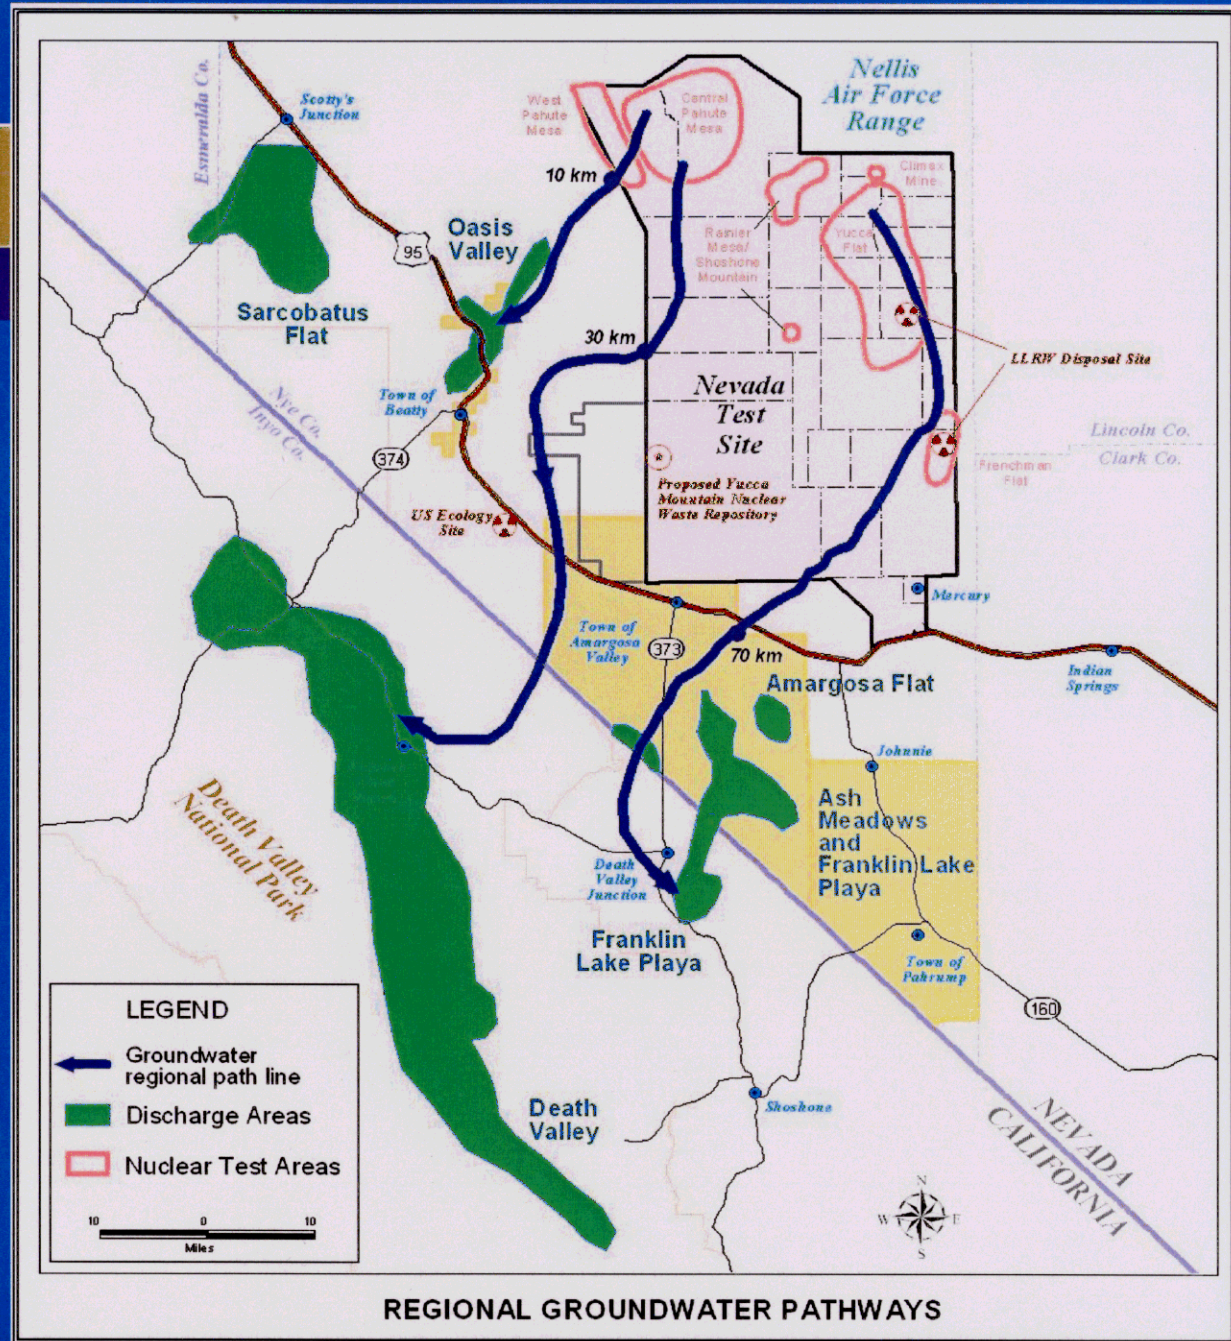 Esmeralda Co.
Scotty's
Junction
West
Pahute
Mesa
Central
Pahute
Mesa
Nellis
Air Force
Range
Climax
Mine
10 km
Oasis
Valley
95
Rainier
Mesa/
Shoshone
Mountain
Yucca
Flat
Sarcobatus
Flat
30 km
LLRW Disposal Site
Nye Co.
Inyo Co.
Town of
Beatty
374
Nevada
Test
Site
Lincoln Co.
Clark Co.
Frenchman
Flat
Proposed Yucca
Mountain Nuclear
Waste Repository
US Ecology
Site
Mercury
Town of
Amargosa
Valley
373
70 km
Amargosa Flat
Indian
Springs
Johnnie
Death Valley
National Park
Ash
Meadows
and
Franklin Lake
Playa
Death
Valley
Junction
Franklin
Lake Playa
Town of
Pahrump
160
LEGEND
Groundwater
regional path line
Discharge Areas
Nuclear Test Areas
10 0 10
Miles
Death
Valley
Shoshone
NEVADA
CALIFORNIA
N
W E
S
REGIONAL GROUNDWATER PATHWAYS